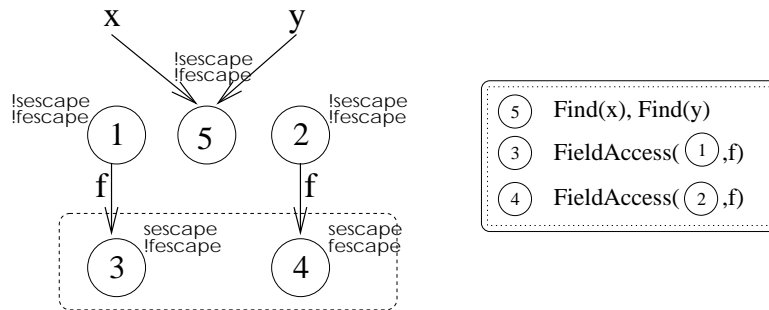 x y
!sescape
!fescape
!sescape
!fescape
!sescape
!fescape
1 5 2
f f
sescape
!fescape
sescape
fescape
3 4
5 Find(x), Find(y)
3 FieldAccess( 1 ,f)
4 FieldAccess( 2 ,f)